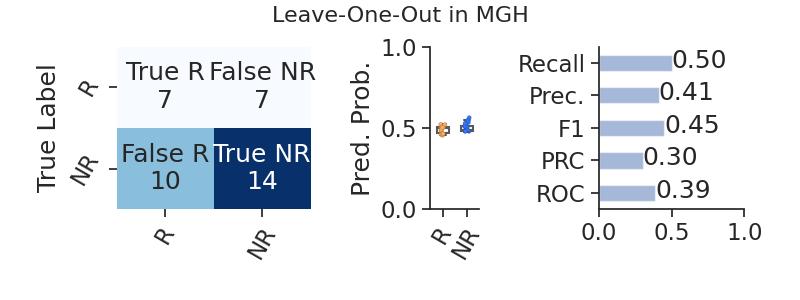 Leave-One-Out in MGH
True Label
R
NR
True R
7
False NR
7
False R
10
True NR
14
R
NR
Pred. Prob.
1.0
0.5
0.0
R
NR
Recall
0.50
Prec.
0.41
F1
0.45
PRC
0.30
ROC
0.39
0.0
0.5
1.0